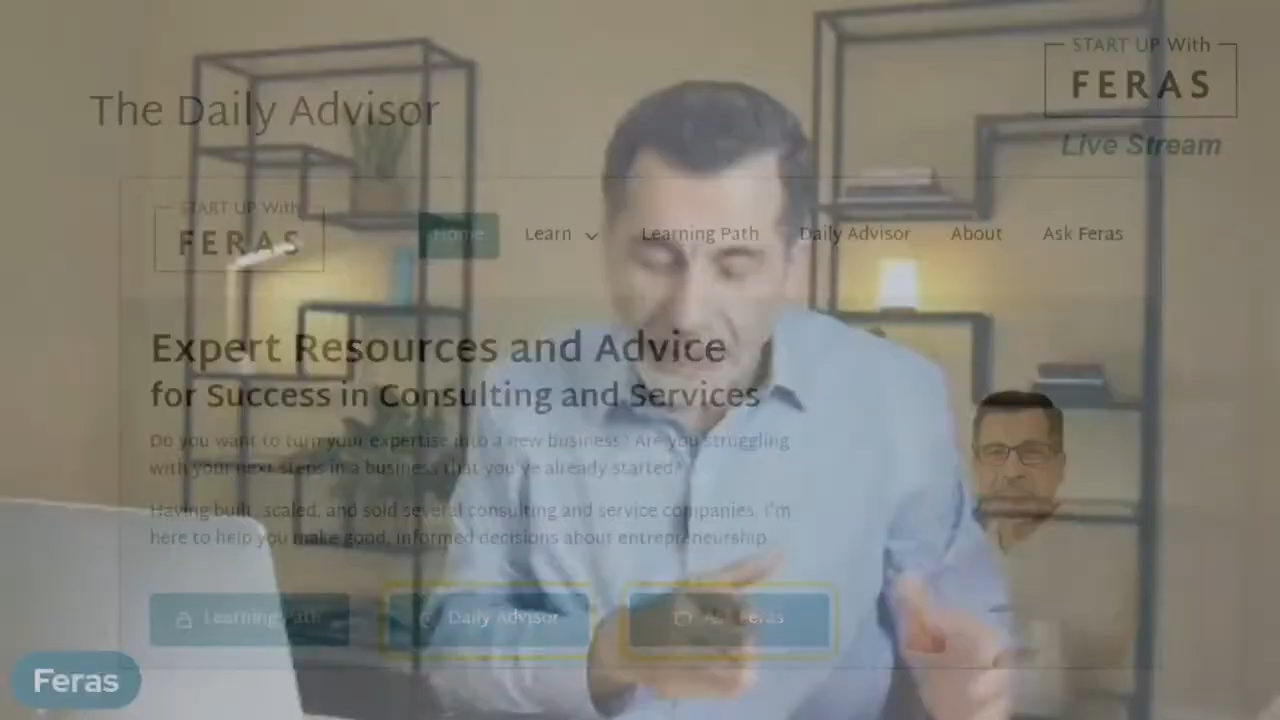 START UP With
FERAS
Live Stream
The Daily Advisor
START UP With
FERAS
Home
Learn
Learning Path
Daily Advisor
About
Ask Feras
Expert Resources and Advice
for Success in Consulting and Services
Do you want to turn your expertise into a new business? Are you struggling
with your next steps in a business that you've already started?
Having built, scaled, and sold several consulting and service companies, I'm
here to help you make good, informed decisions about entrepreneurship.
Learning Path
Daily Advisor
Ask Feras
Feras